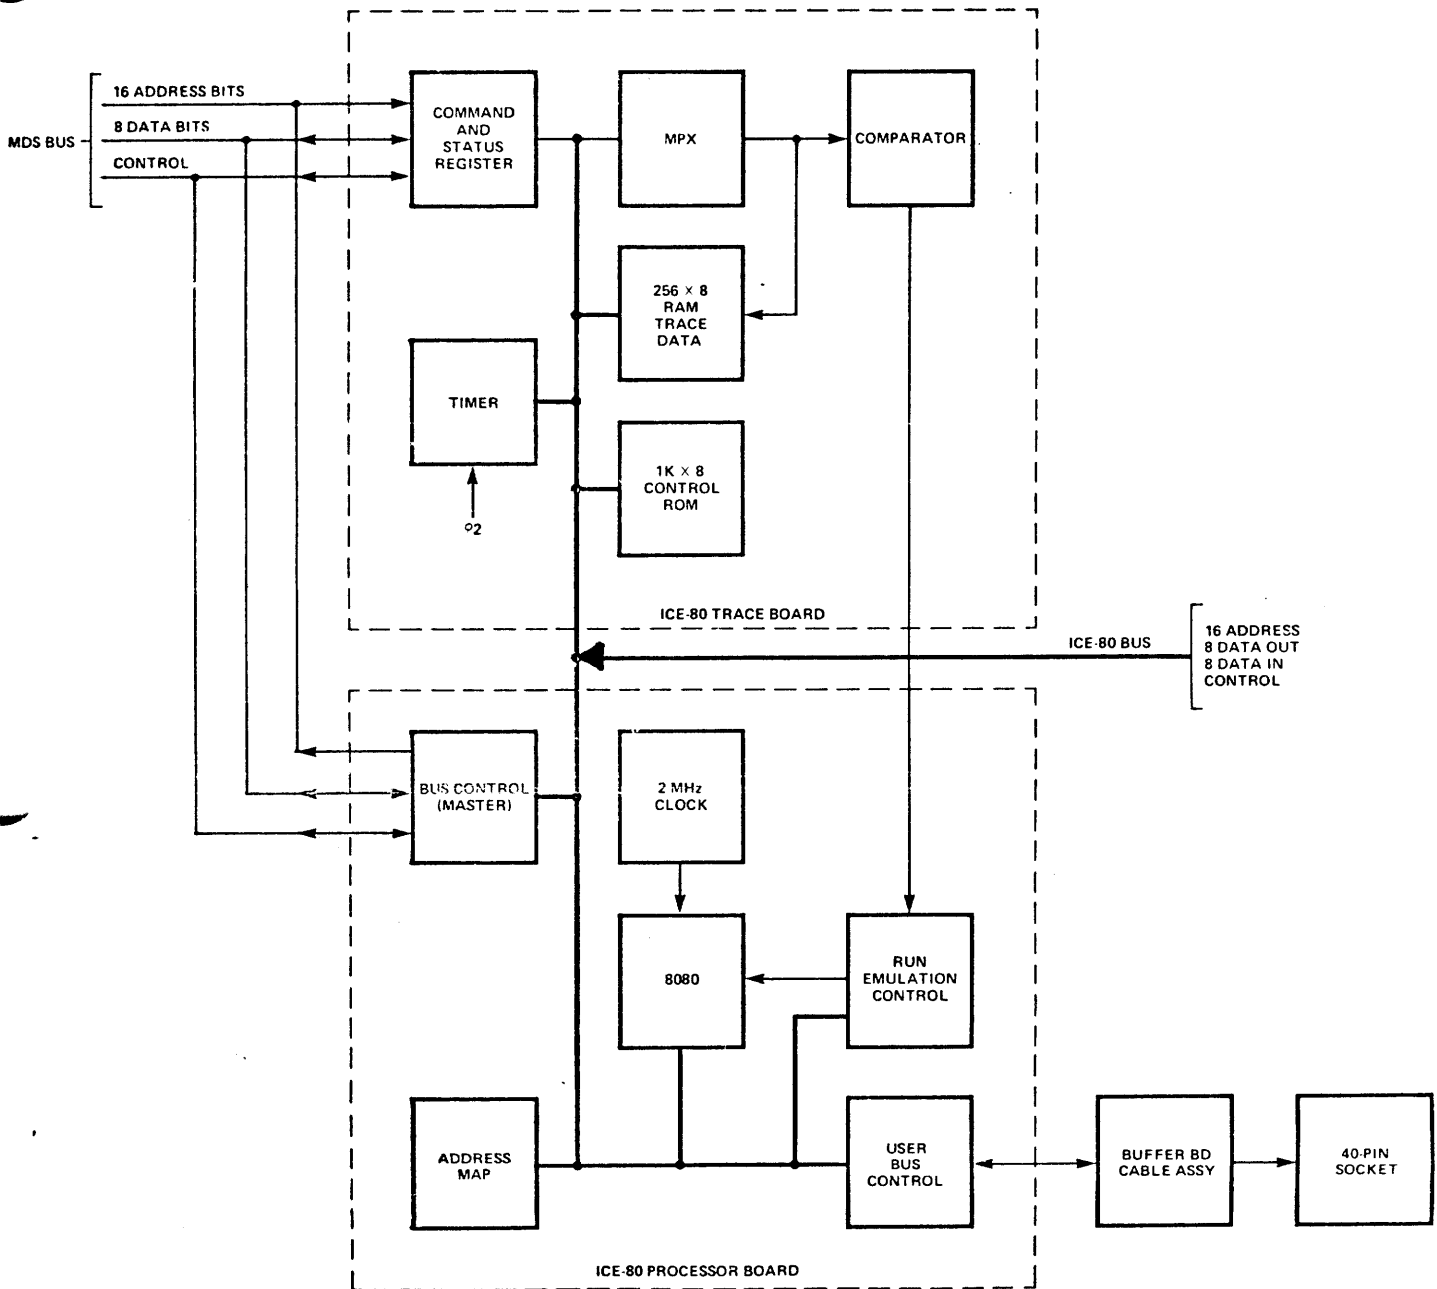 16 ADDRESS BITS
8 DATA BITS
MDS BUS
CONTROL
COMMAND
AND
STATUS
REGISTER
MPX
COMPARATOR
256 × 8
RAM
TRACE
DATA
TIMER
φ2
1K × 8
CONTROL
ROM
ICE-80 TRACE BOARD
ICE-80 BUS
16 ADDRESS
8 DATA OUT
8 DATA IN
CONTROL
BUS CONTROL
(MASTER)
2 MHz
CLOCK
8080
RUN
EMULATION
CONTROL
ADDRESS
MAP
USER
BUS
CONTROL
BUFFER BD
CABLE ASSY
40-PIN
SOCKET
ICE-80 PROCESSOR BOARD